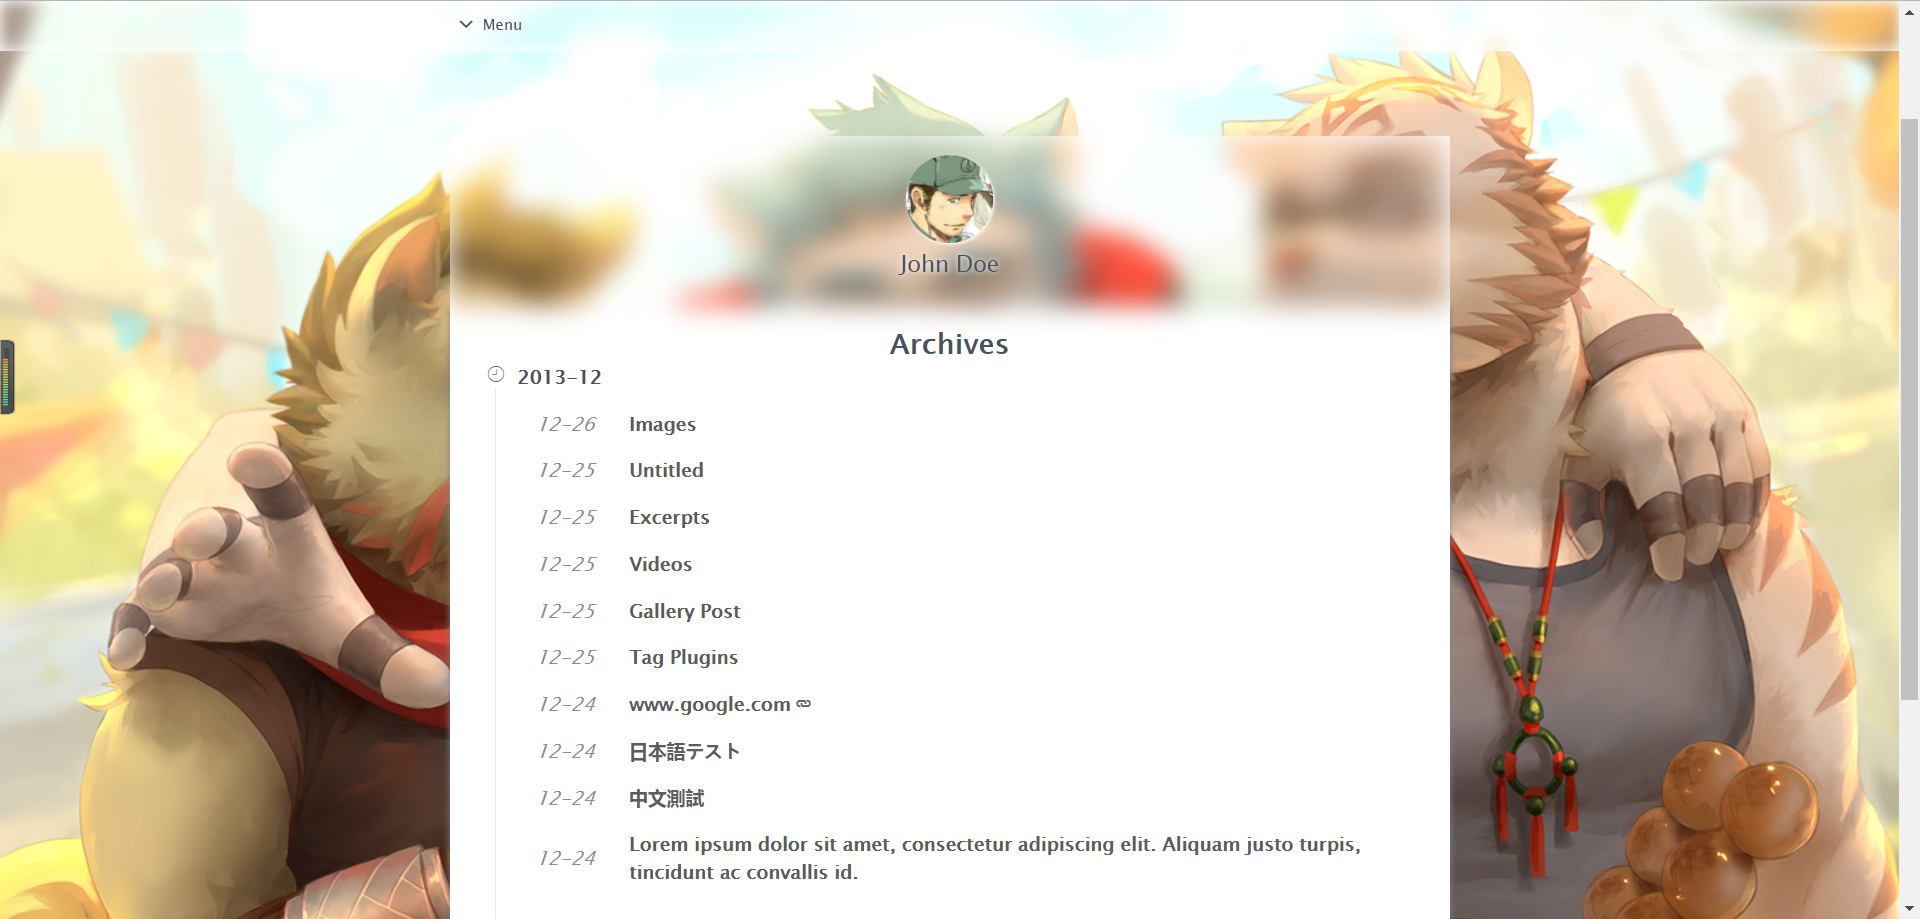 Menu
John Doe
Archives
2013-12
12-26 Images
12-25 Untitled
12-25 Excerpts
12-25 Videos
12-25 Gallery Post
12-25 Tag Plugins
12-24 www.google.com
12-24 日本語テスト
12-24 中文測試
12-24 Lorem ipsum dolor sit amet, consectetur adipiscing elit. Aliquam justo turpis,
tincidunt ac convallis id.